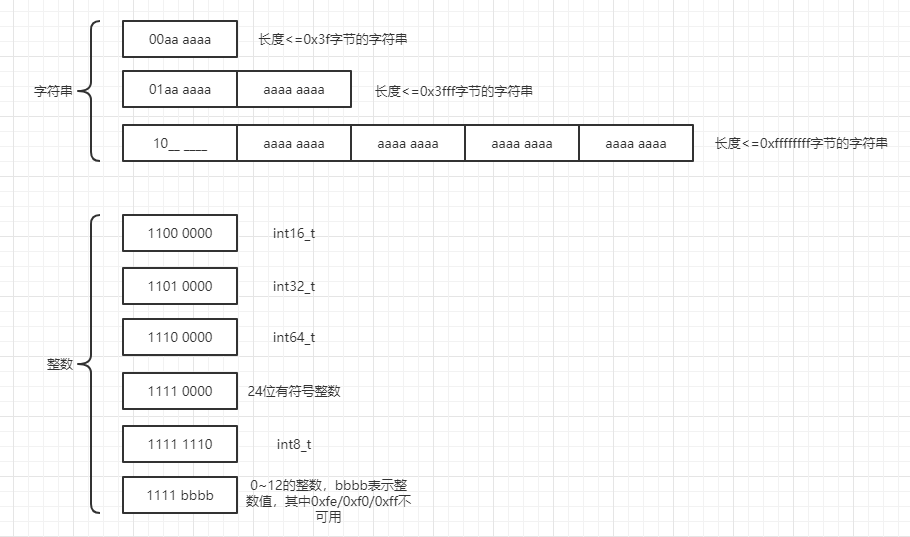 字符串
00aa aaaa
长度<=0x3f字节的字符串
01aa aaaa
aaaa aaaa
长度<=0x3fff字节的字符串
10__ ____
aaaa aaaa
aaaa aaaa
aaaa aaaa
aaaa aaaa
长度<=0xffffffff字节的字符串
整数
1100 0000
int16_t
1101 0000
int32_t
1110 0000
int64_t
1111 0000
24位有符号整数
1111 1110
int8_t
1111 bbbb
0~12的整数，bbbb表示整
数值，其中0xfe/0xf0/0xff不
可用